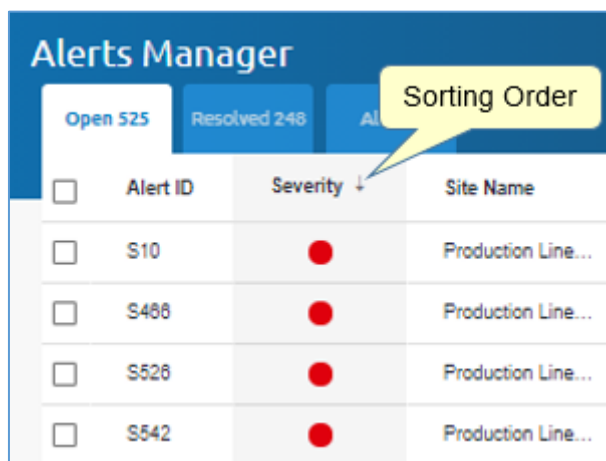 Alerts Manager
Sorting Order
Open 525 Resolved 248
Alert ID Severity ↓ Site Name
S10 Production Line...
S466 Production Line...
S526 Production Line...
S542 Production Line...